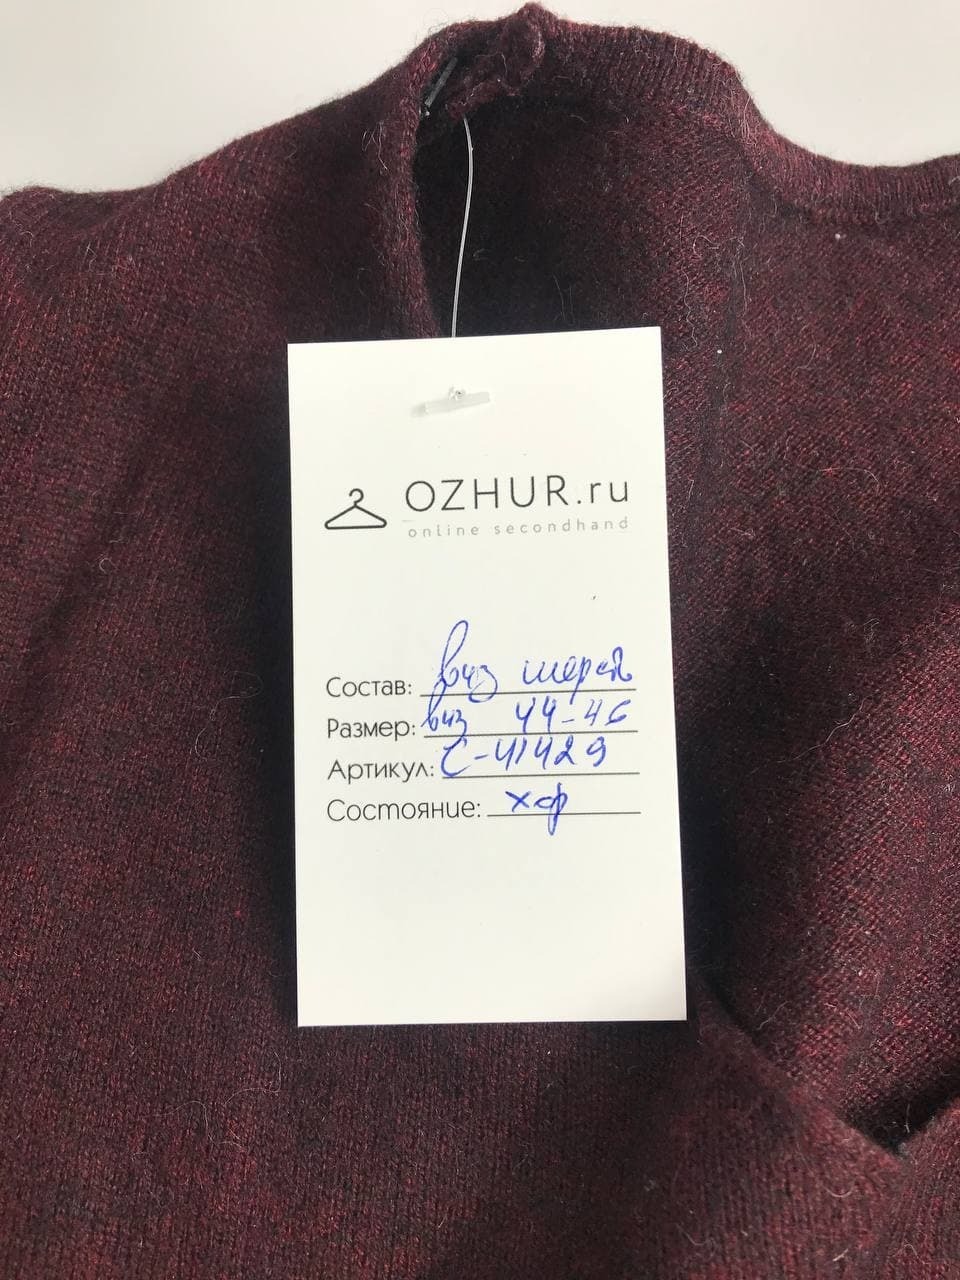 OZHUR.ru
online secondhand
Состав: виз шерсть
Размер: виз 44-46
Артикул: С-41429
Состояние: хор